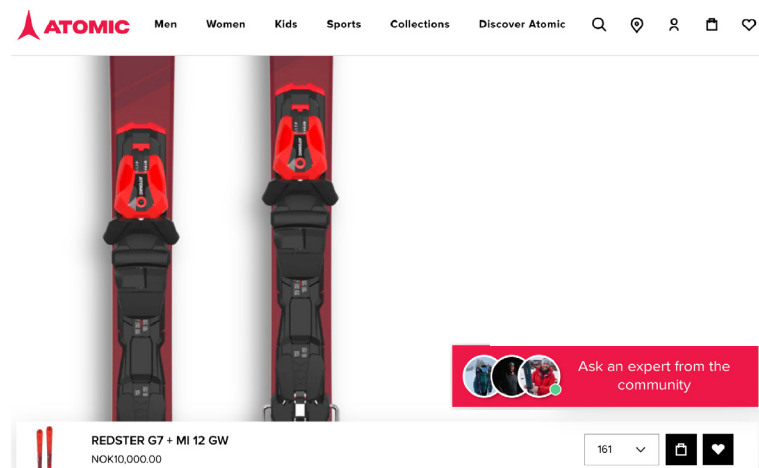 ATOMIC
Men
Women
Kids
Sports
Collections
Discover Atomic
Ask an expert from the
community
REDSTER G7 + MI 12 GW
NOK10,000.00
161